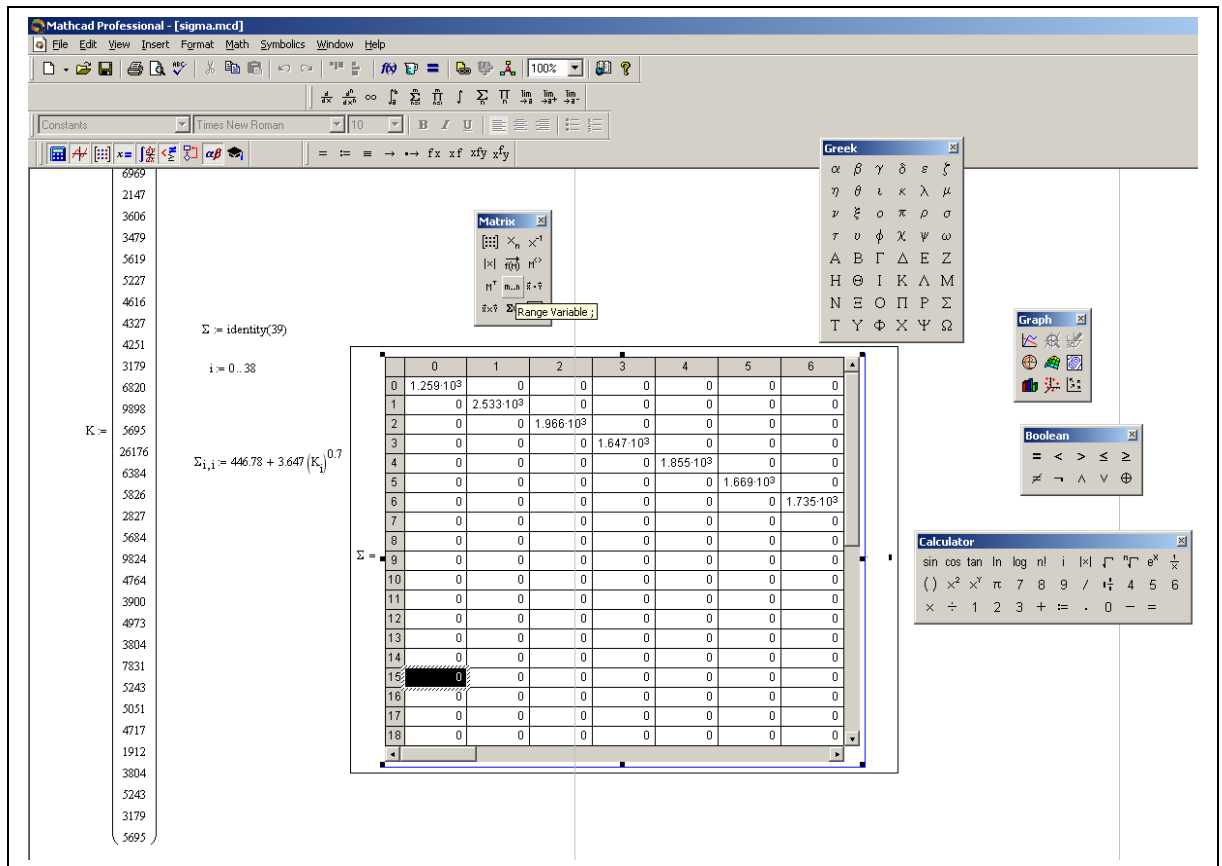 Mathcad Professional - [sigma.mcd]
File Edit View Insert Format Math Symbolics Window Help
100%
Constants Times New Roman 10 B I U
= := ≡ → •→ fx xf xfy xfy
6969
2147
3606
3479
5619
5227
4616
4327
4251
3179
6820
9898
K := 5695
26176
6384
5826
2827
5684
9824
4764
3900
4973
3804
7831
5243
5051
4717
1912
3804
5243
3179
5695
Σ := identity(39)
i := 0.. 38
Σi,i := 446.78 + 3.647 (Ki)^0.7
Matrix
Range Variable ;
Σ =
0 1 2 3 4 5 6
0 1.259·10³ 0 0 0 0 0 0
1 0 2.533·10³ 0 0 0 0 0
2 0 0 1.966·10³ 0 0 0 0
3 0 0 0 1.647·10³ 0 0 0
4 0 0 0 0 1.855·10³ 0 0
5 0 0 0 0 0 1.669·10³ 0
6 0 0 0 0 0 0 1.735·10³
7 0 0 0 0 0 0 0
8 0 0 0 0 0 0 0
9 0 0 0 0 0 0 0
10 0 0 0 0 0 0 0
11 0 0 0 0 0 0 0
12 0 0 0 0 0 0 0
13 0 0 0 0 0 0 0
14 0 0 0 0 0 0 0
15 0 0 0 0 0 0 0
16 0 0 0 0 0 0 0
17 0 0 0 0 0 0 0
18 0 0 0 0 0 0 0
Greek
α β γ δ ε ζ
η θ ι κ λ μ
ν ξ ο π ρ σ
τ υ φ χ ψ ω
Α Β Γ Δ Ε Ζ
Η Θ Ι Κ Λ Μ
Ν Ξ Ο Π Ρ Σ
Τ Υ Φ Χ Ψ Ω
Graph
Boolean
= < > ≤ ≥
≠ ¬ ∧ ∨ ⊕
Calculator
sin cos tan ln log n! i |×| √ ⁿ√ eˣ 1/x
( ) ×² ×ʸ π 7 8 9 / 4 5 6
× ÷ 1 2 3 + := . 0 − =